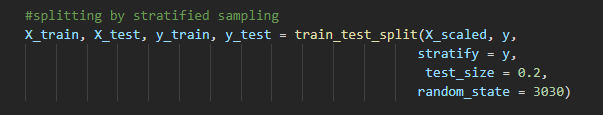 #splitting by stratified sampling
X_train, X_test, y_train, y_test = train_test_split(X_scaled, y,
stratify = y,
test_size = 0.2,
random_state = 3030)